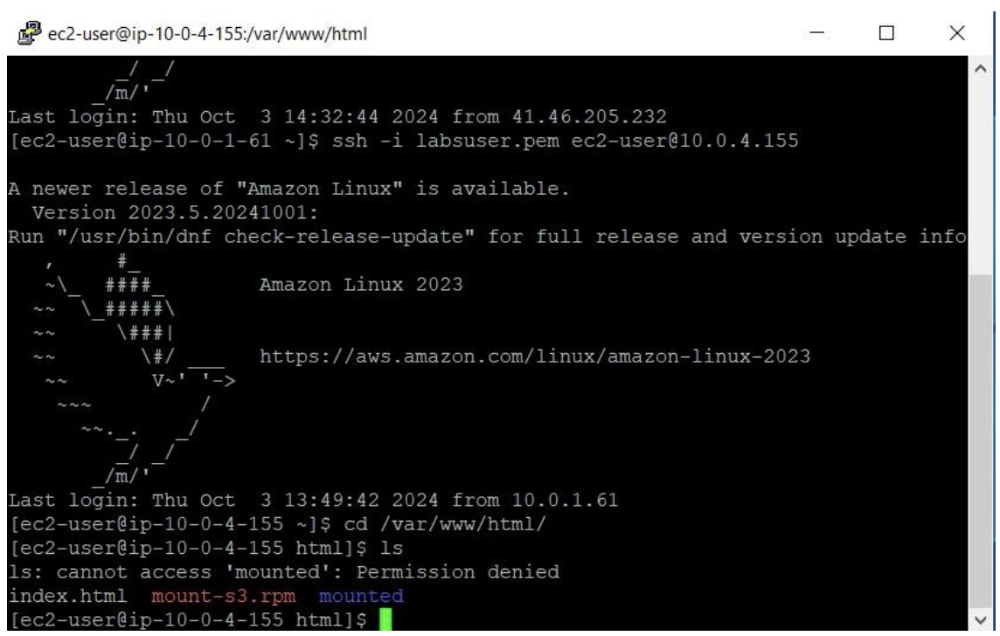 ec2-user@ip-10-0-4-155:/var/www/html
       _/ _/
      _/m/'
Last login: Thu Oct  3 14:32:44 2024 from 41.46.205.232
[ec2-user@ip-10-0-1-61 ~]$ ssh -i labsuser.pem ec2-user@10.0.4.155
A newer release of "Amazon Linux" is available.
  Version 2023.5.20241001:
Run "/usr/bin/dnf check-release-update" for full release and version update info
   ,     #_
   ~\_  ####_        Amazon Linux 2023
  ~~  \_#####\
  ~~     \###|
  ~~       \#/ ___   https://aws.amazon.com/linux/amazon-linux-2023
   ~~       V~' '->
    ~~~         /
      ~~._.   _/
         _/ _/
       _/m/'
Last login: Thu Oct  3 13:49:42 2024 from 10.0.1.61
[ec2-user@ip-10-0-4-155 ~]$ cd /var/www/html/
[ec2-user@ip-10-0-4-155 html]$ ls
ls: cannot access 'mounted': Permission denied
index.html  mount-s3.rpm  mounted
[ec2-user@ip-10-0-4-155 html]$